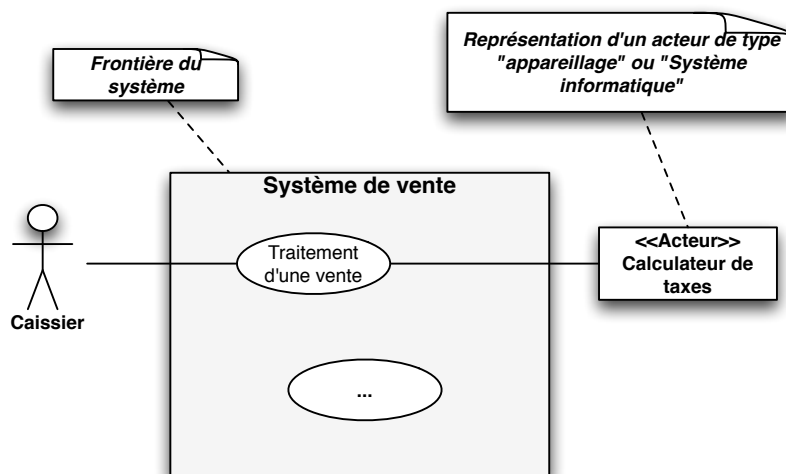 Frontière du
système
Représentation d'un acteur de type
"appareillage" ou "Système
informatique"
Système de vente
Traitement
d'une vente
<<Acteur>>
Calculateur de
taxes
Caissier
...